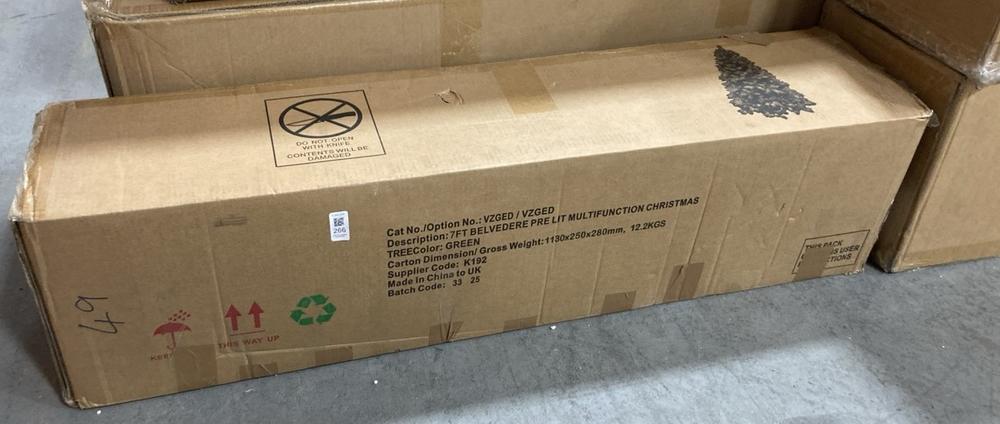 DO NOT OPEN
WITH KNIFE
CONTENTS WILL BE
DAMAGED
266
Cat No./Option No.: VZGED / VZGED
Description: 7FT BELVEDERE PRE LIT MULTIFUNCTION CHRISTMAS
TREEColor: GREEN
Carton Dimension/ Gross Weight:1130x250x280mm, 12.2KGS
Supplier Code: K192
Made In China to UK
Batch Code: 33 25
THIS PACK
USER
49
KEEP
THIS WAY UP